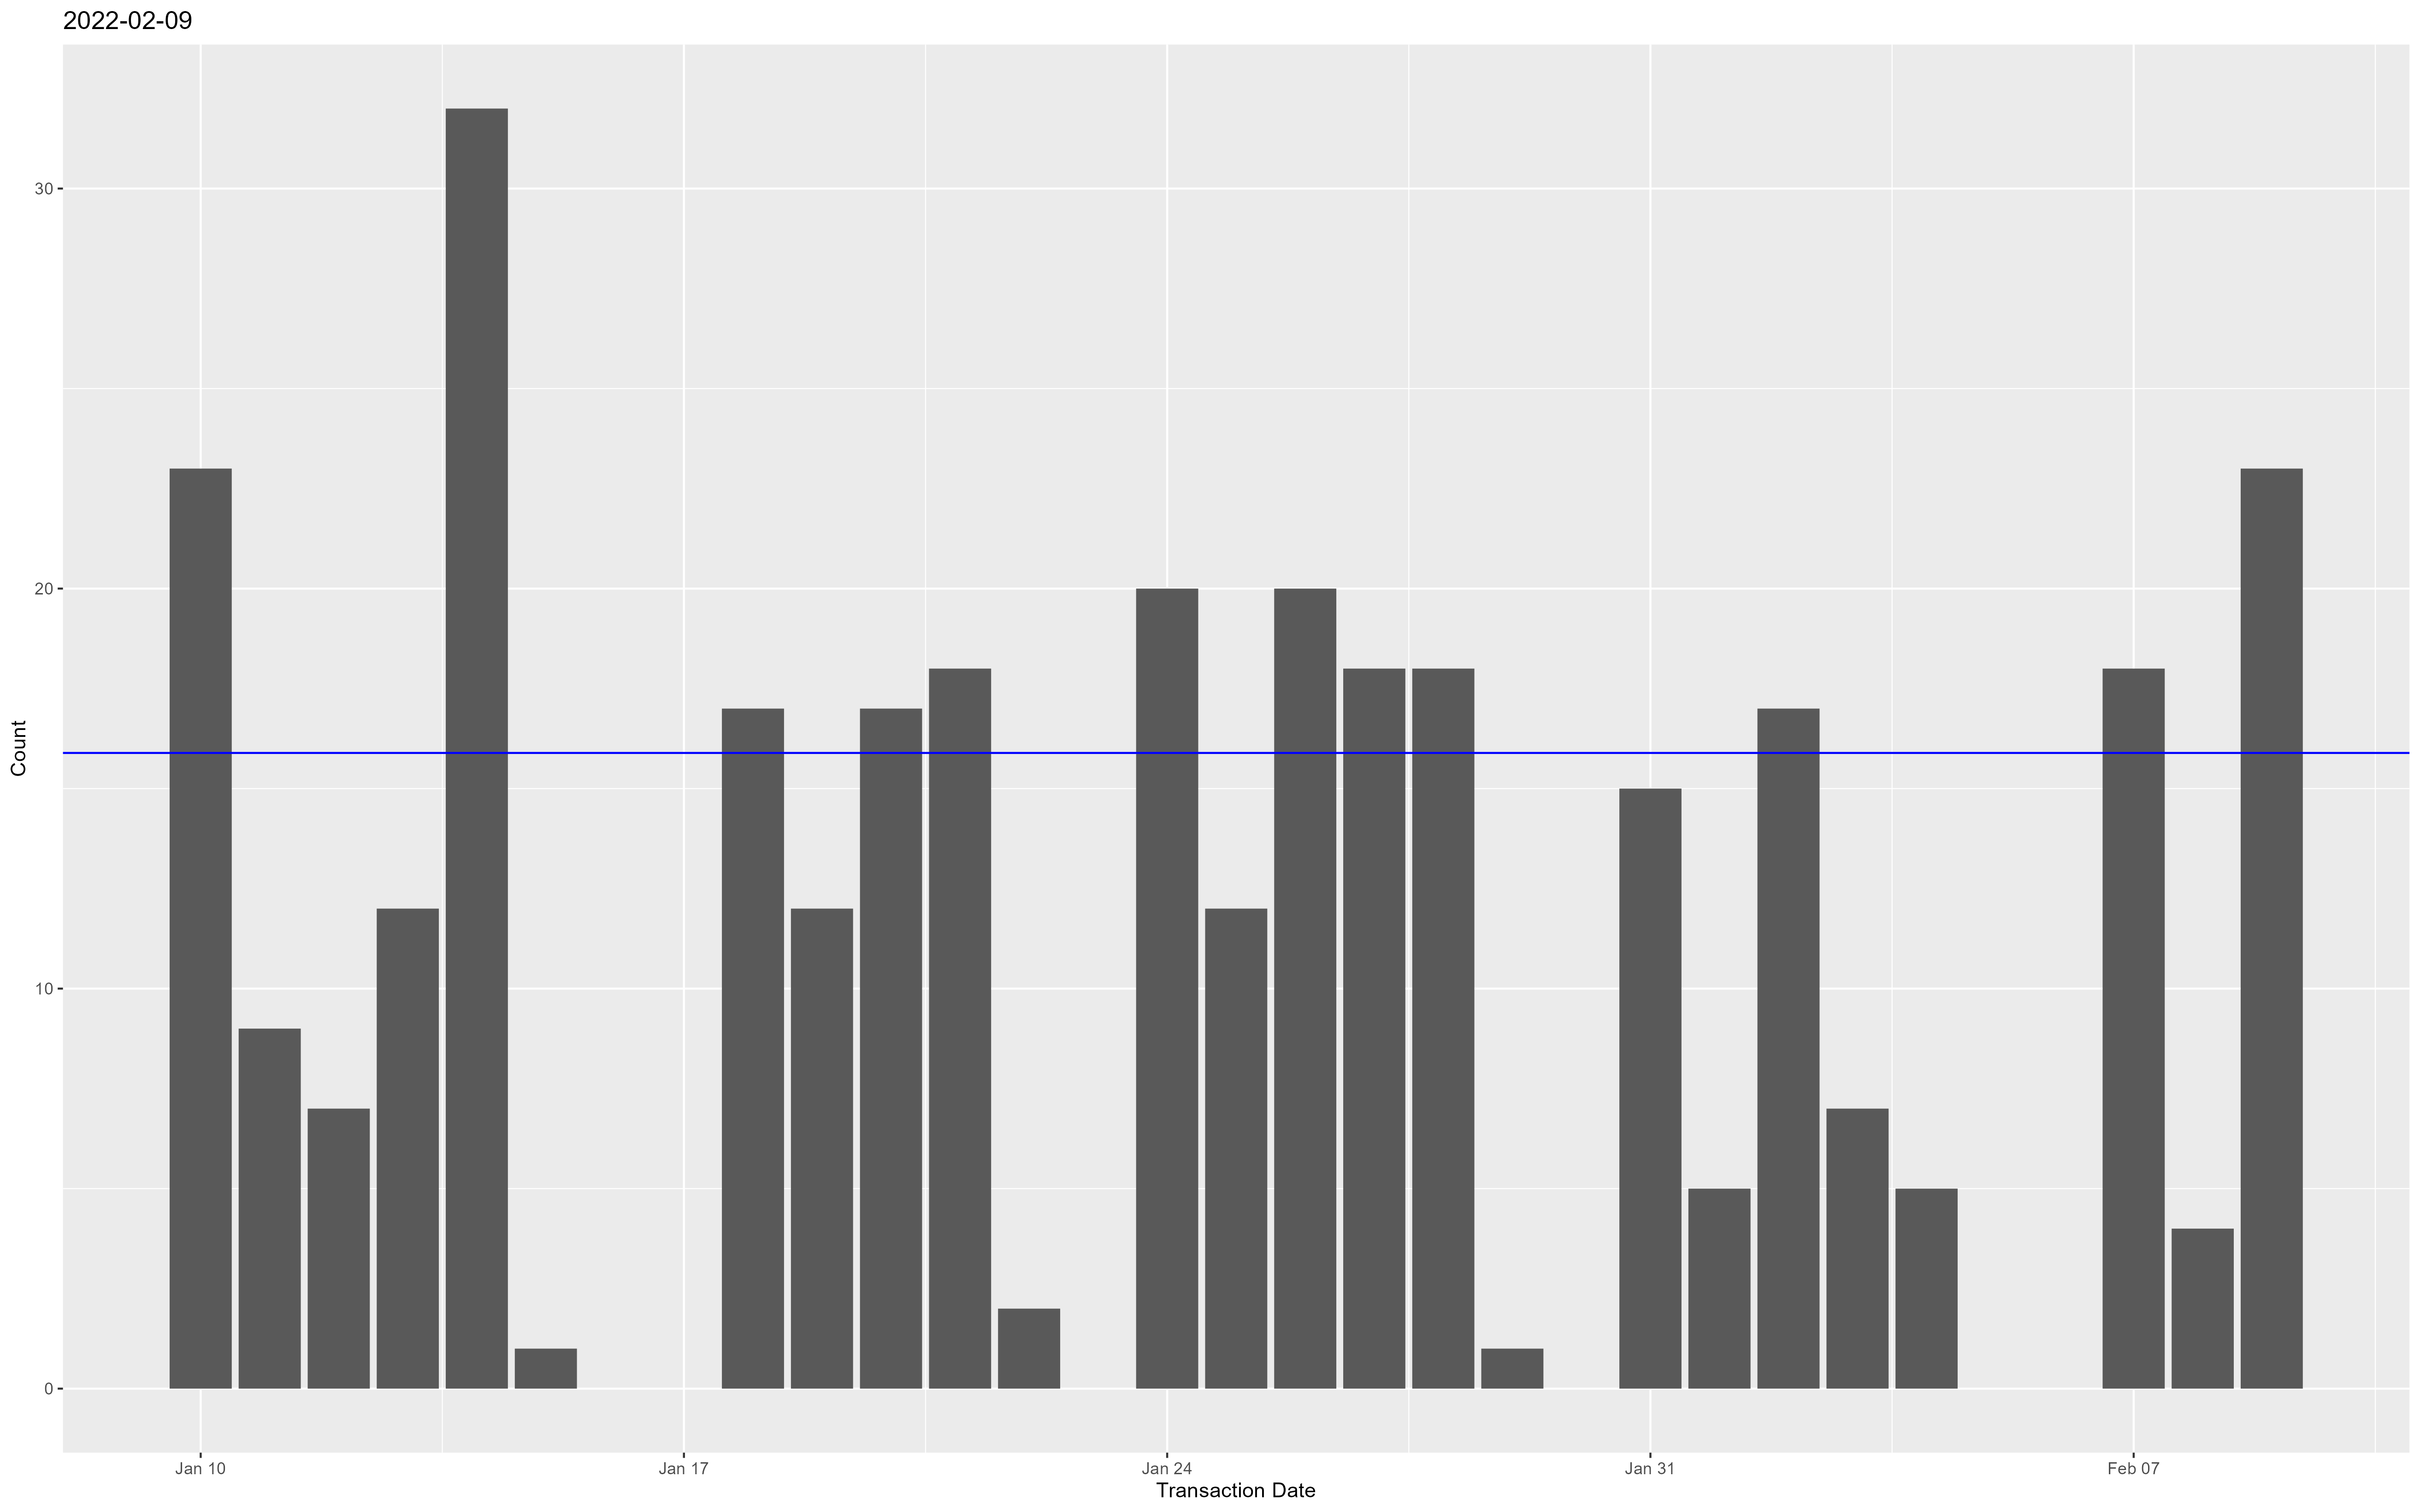 2022-02-09
Count
30
20
10
0
Jan 10
Jan 17
Jan 24
Jan 31
Feb 07
Transaction Date